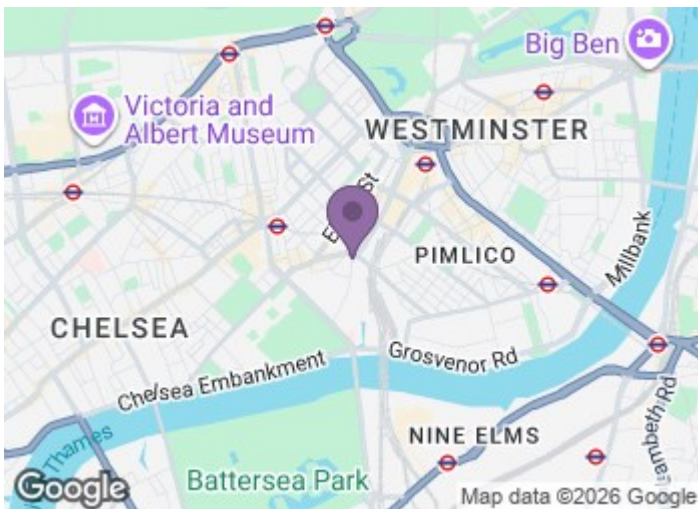 Big Ben
Victoria and
Albert Museum
WESTMINSTER
St
PIMLICO
Millbank
CHELSEA
Grosvenor Rd
Chelsea Embankment
Thames
NINE ELMS
Lambeth Rd
Battersea Park
Google
Map data ©2026 Google